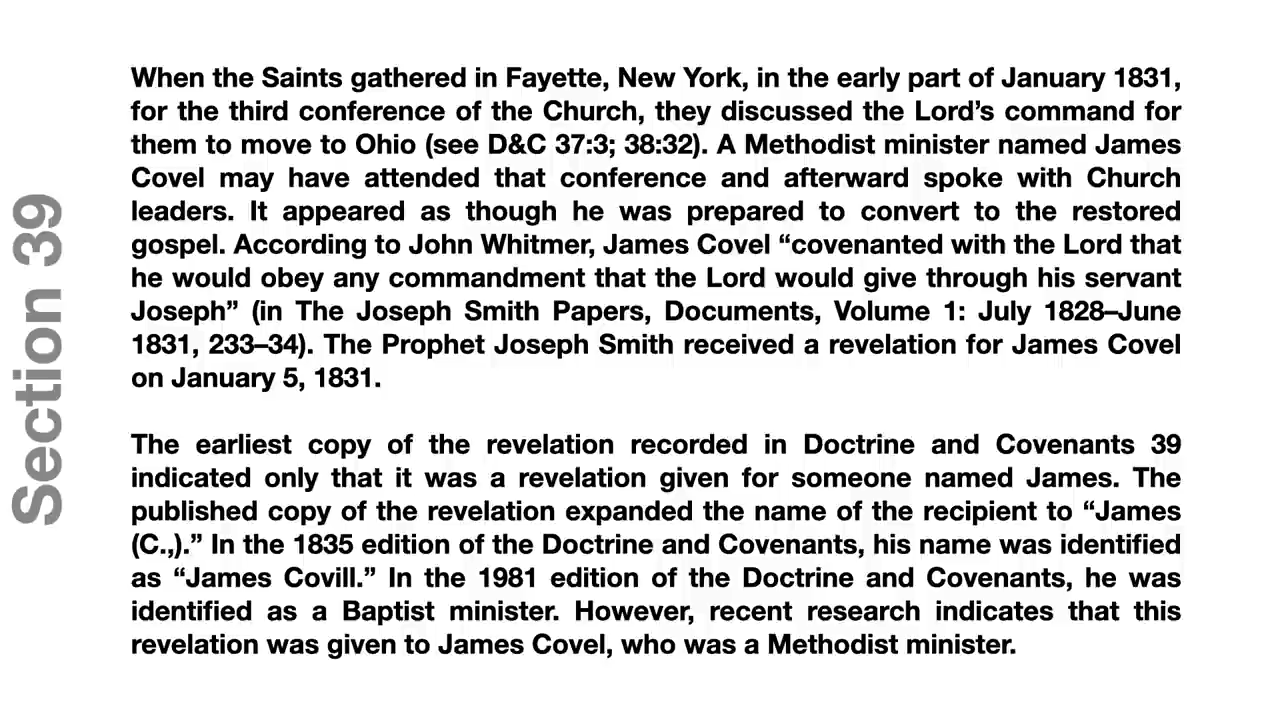 Section 39
When the Saints gathered in Fayette, New York, in the early part of January 1831,
for the third conference of the Church, they discussed the Lord’s command for
them to move to Ohio (see D&C 37:3; 38:32). A Methodist minister named James
Covel may have attended that conference and afterward spoke with Church
leaders. It appeared as though he was prepared to convert to the restored
gospel. According to John Whitmer, James Covel “covenanted with the Lord that
he would obey any commandment that the Lord would give through his servant
Joseph” (in The Joseph Smith Papers, Documents, Volume 1: July 1828–June
1831, 233–34). The Prophet Joseph Smith received a revelation for James Covel
on January 5, 1831.
The earliest copy of the revelation recorded in Doctrine and Covenants 39
indicated only that it was a revelation given for someone named James. The
published copy of the revelation expanded the name of the recipient to “James
(C.,).” In the 1835 edition of the Doctrine and Covenants, his name was identified
as “James Covill.” In the 1981 edition of the Doctrine and Covenants, he was
identified as a Baptist minister. However, recent research indicates that this
revelation was given to James Covel, who was a Methodist minister.